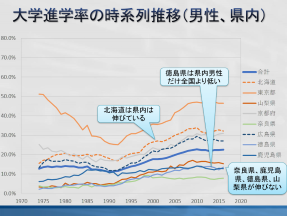 大学進学率の時系列推移（男性、県内）
80.0%
70.0%
60.0%
50.0%
40.0%
30.0%
20.0%
10.0%
0.0%
1970
1975
1980
1985
1990
1995
2000
2005
2010
2015
2020
徳島県は県内男性
だけ全国より低い
北海道は県内は
伸びている
合計
北海道
東京都
山梨県
京都府
奈良県
広島県
徳島県
鹿児島県
奈良県、鹿児島
県、徳島県、山
梨県が伸びない